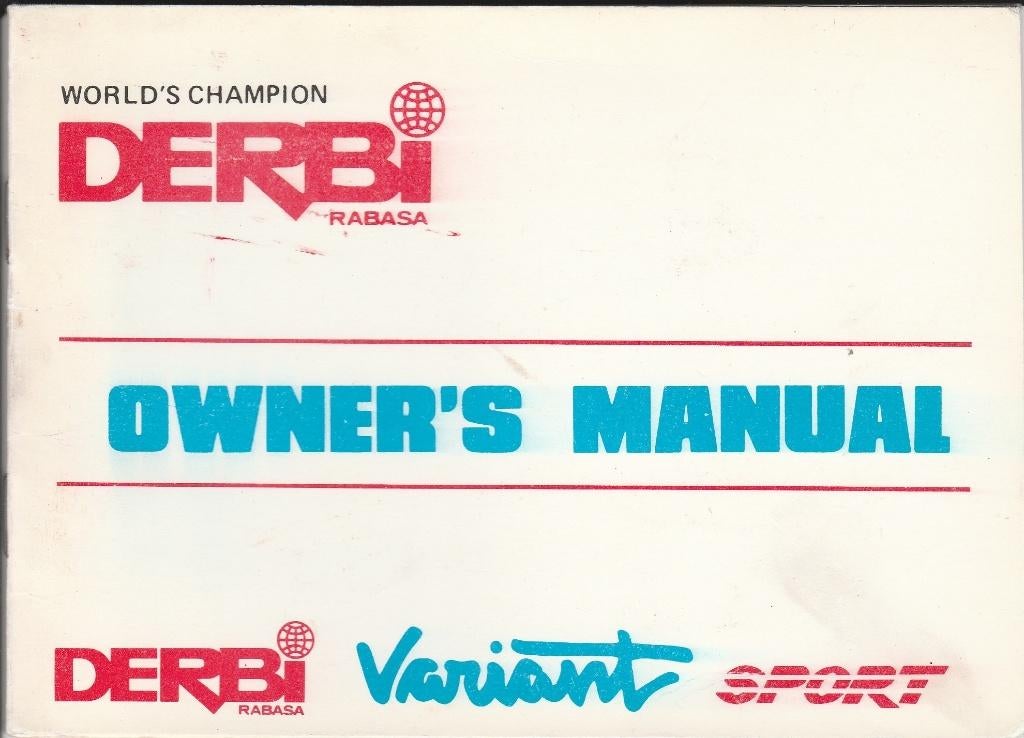 WORLD'S CHAMPION
DERBi
RABASA
OWNER'S MANUAL
DERBi
RABASA
Variant
SPORT